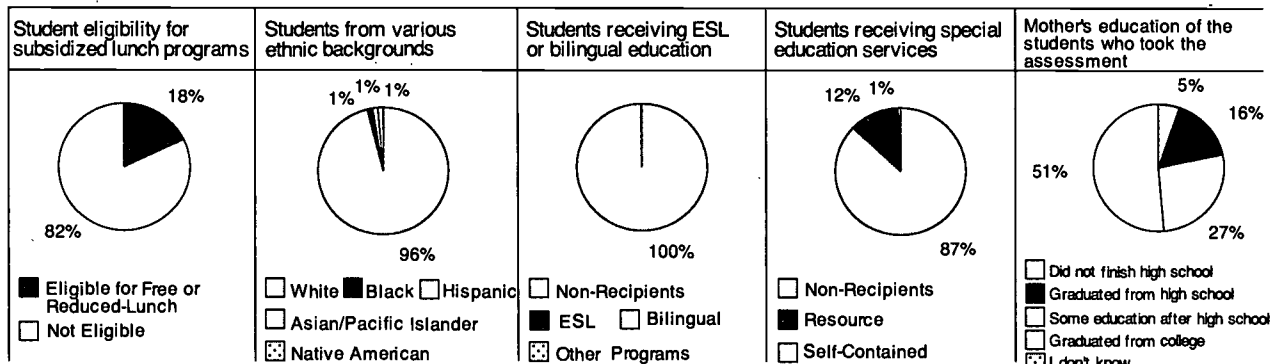 Student eligibility for
subsidized lunch programs
18%
82%
Eligible for Free or
Reduced-Lunch
Not Eligible
Students from various
ethnic backgrounds
1% 1% 1%
96%
White Black Hispanic
Asian/Pacific Islander
Native American
Students receiving ESL
or bilingual education
100%
Non-Recipients
ESL Bilingual
Other Programs
Students receiving special
education services
12% 1%
87%
Non-Recipients
Resource
Self-Contained
Mother's education of the
students who took the
assessment
5%
16%
51%
27%
Did not finish high school
Graduated from high school
Some education after high school
Graduated from college
I don't know